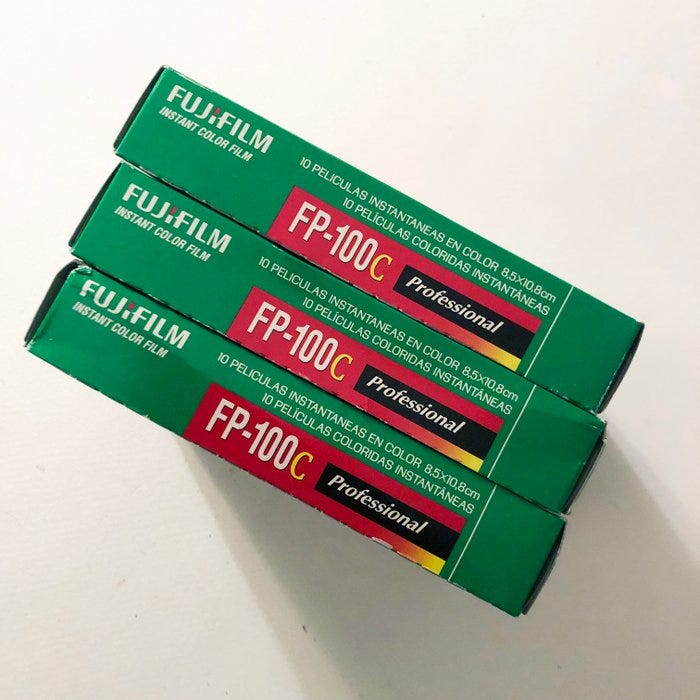 FUJIFILM
INSTANT COLOR FILM
10 PELICULAS INSTANTANEAS EN COLOR 8,5×10,8cm
10 PELÍCULAS COLORIDAS INSTANTÂNEAS
FP-100C Professional
FUJIFILM
INSTANT COLOR FILM
10 PELICULAS INSTANTANEAS EN COLOR 8,5×10,8cm
10 PELÍCULAS COLORIDAS INSTANTÂNEAS
FP-100C Professional
FUJIFILM
INSTANT COLOR FILM
10 PELICULAS INSTANTANEAS EN COLOR 8,5×10,8cm
10 PELÍCULAS COLORIDAS INSTANTÂNEAS
FP-100C Professional